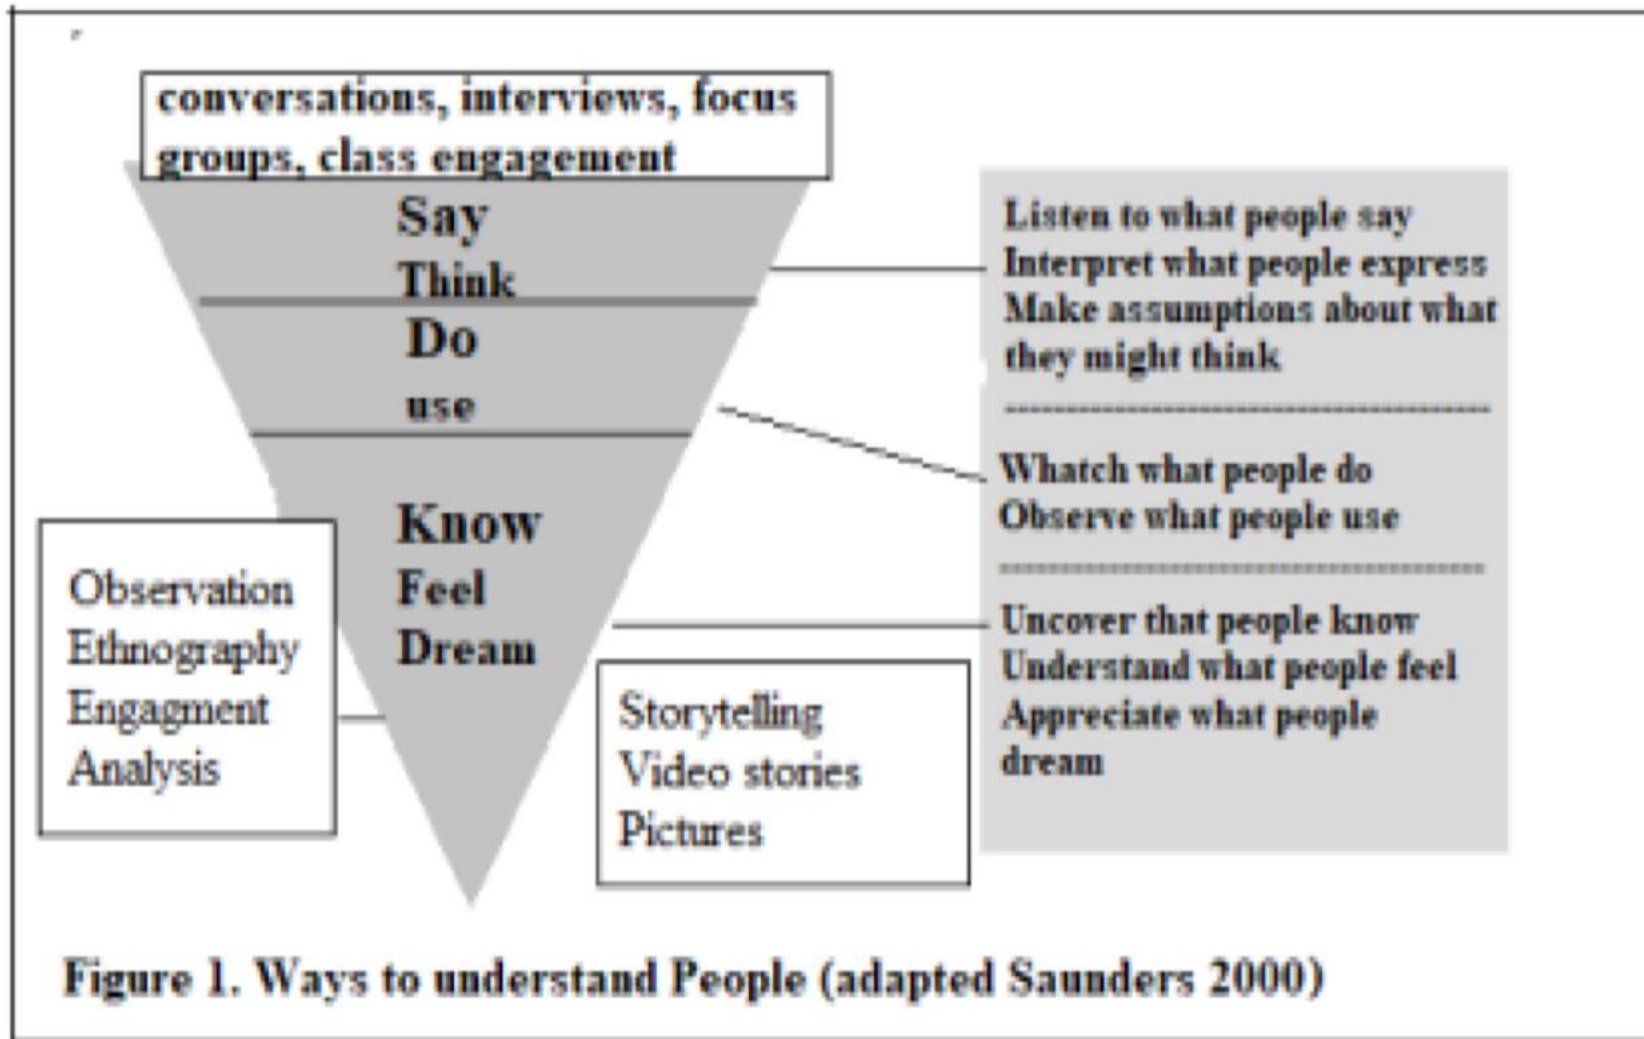 conversations, interviews, focus
groups, class engagement
Say
Think
Do
use
Know
Feel
Dream
Observation
Ethnography
Engagment
Analysis
Storytelling
Video stories
Pictures
Listen to what people say
Interpret what people express
Make assumptions about what
they might think
Whatch what people do
Observe what people use
Uncover that people know
Understand what people feel
Appreciate what people
dream
Figure 1. Ways to understand People (adapted Saunders 2000)